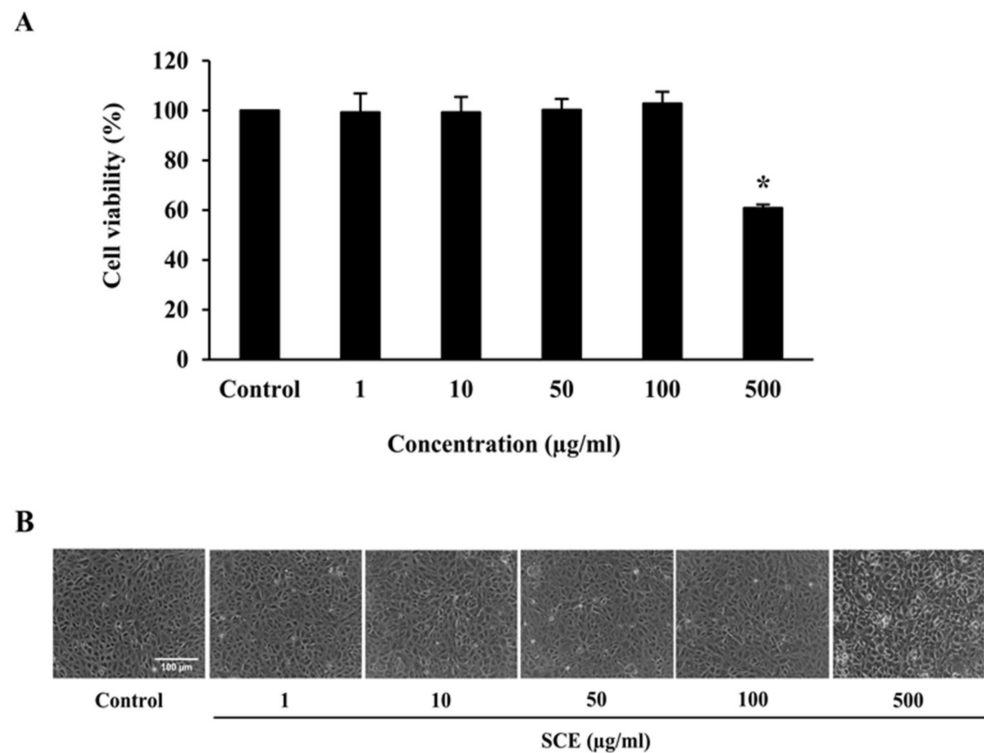 A
120
100
80
60
40
20
0
Cell viability (%)
*
Control 1 10 50 100 500
Concentration (µg/ml)
B
100 µm
Control 1 10 50 100 500
SCE (µg/ml)